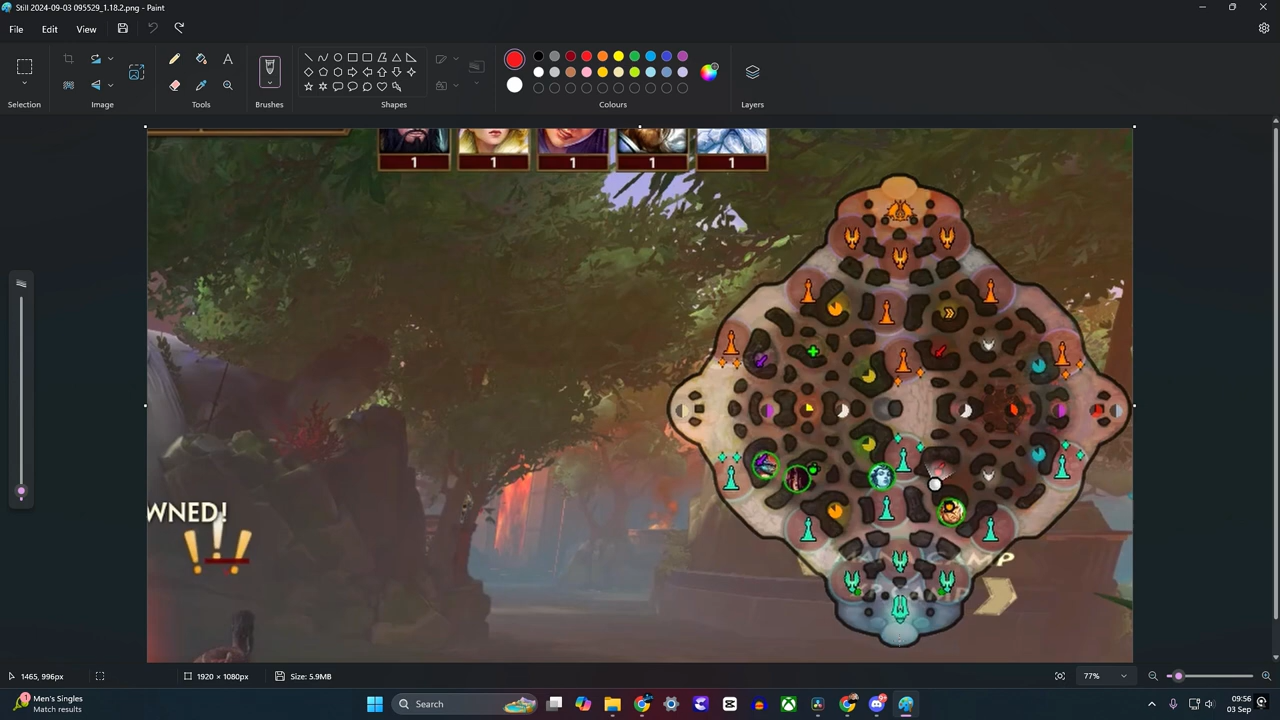 Still 2024-09-03 095529_1.18.2.png - Paint
File Edit View
Selection Image Tools Brushes Shapes Colours Layers
1 1 1 1 1
WNED!
1465, 996px
1920 × 1080px
Size: 5.9MB
77%
Men's Singles
Match results
Search
09:56
03 Sep